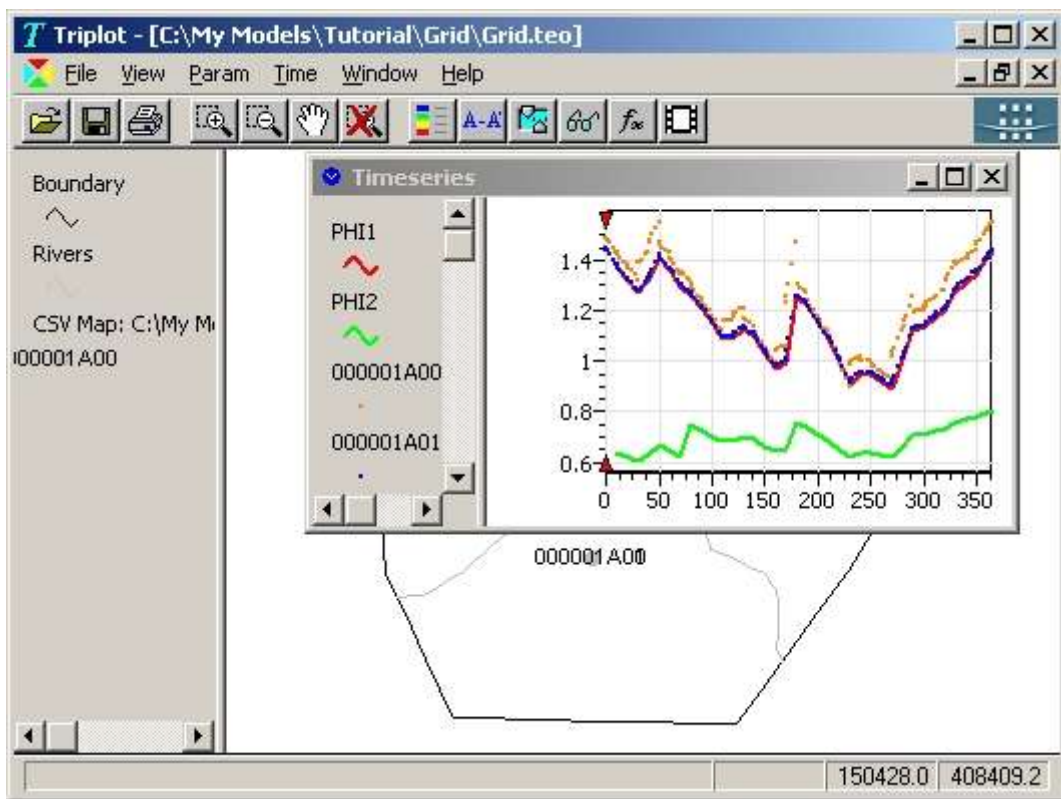 Triplot - [C:\My Models\Tutorial\Grid\Grid.teo]
File View Param Time Window Help
A-A'
Boundary
Rivers
CSV Map: C:\My M
000001A00
Timeseries
PHI1
PHI2
000001A00
000001A01
1.4
1.2
1
0.8
0.6
0 50 100 150 200 250 300 350
150428.0 408409.2